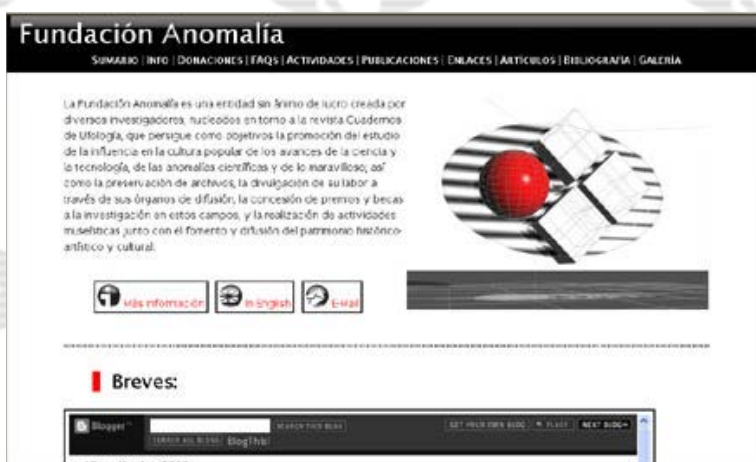 Fundación Anomalía
SUMARIO | INFO | DONACIONES | FAQS | ACTIVIDADES | PUBLICACIONES | ENLACES | ARTÍCULOS | BIBLIOGRAFÍA | GALERÍA
La Fundación Anomalía es una entidad sin ánimo de lucro creada por
diversos investigadores, nucleados en torno a la revista Cuadernos
de Ufología, que persigue como objetivos la promoción del estudio
de la influencia en la cultura popular de los avances de la ciencia y
la tecnología, de las anomalías científicas y de lo maravilloso, así
como la preservación de archivos, la divulgación de su labor a
través de sus órganos de difusión, la concesión de premios y becas
a la investigación en estos campos, y la realización de actividades
museísticas junto con el fomento y difusión del patrimonio histórico-
artístico y cultural.
Más información In English E-Mail
Breves:
Blogger SEARCH THIS BLOG GET YOUR OWN BLOG FLAG? NEXT BLOG»
SEARCH ALL BLOGS BlogThis!